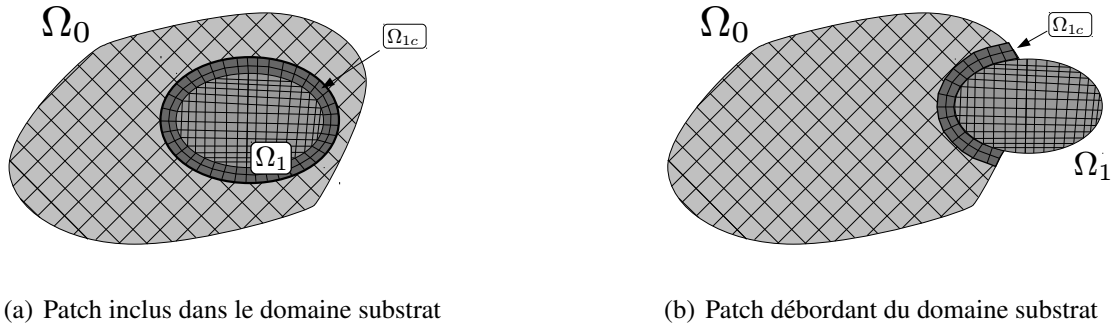 Ω₀
Ω₁c
Ω₁
Ω₀
Ω₁c
Ω₁
(a) Patch inclus dans le domaine substrat
(b) Patch débordant du domaine substrat